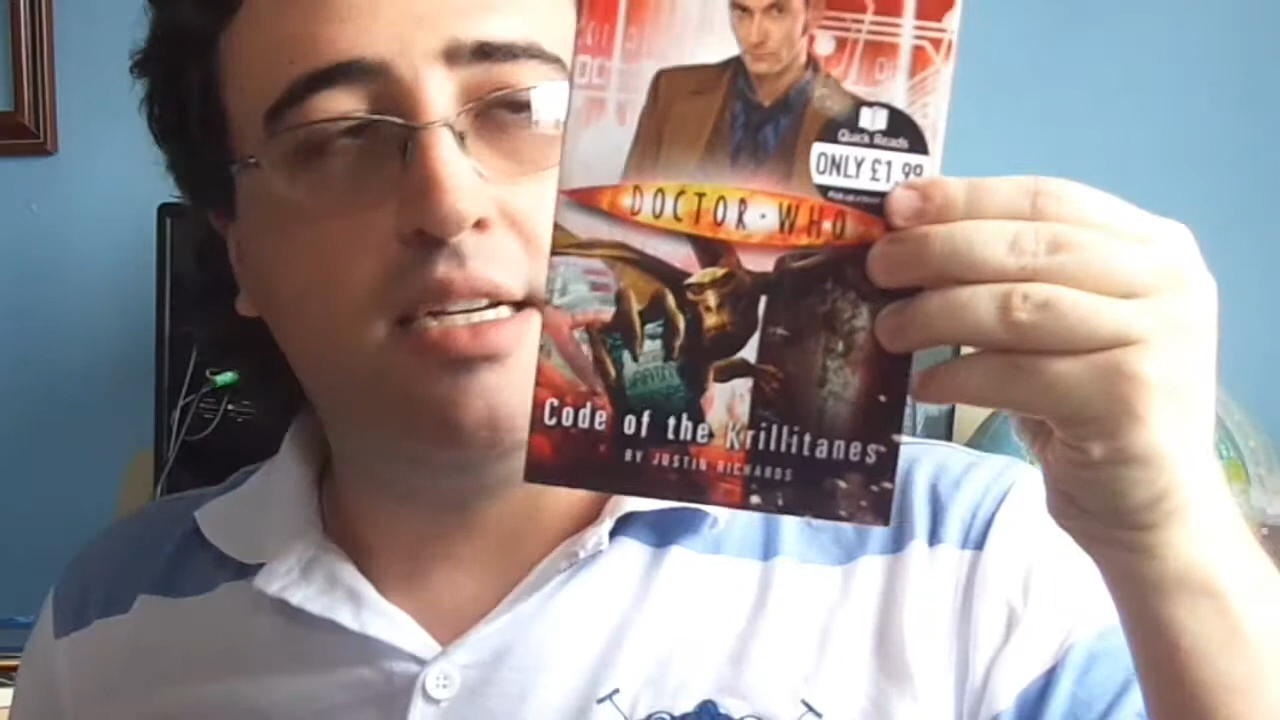 Quick Reads
ONLY £1.99
DOCTOR · WHO
Code of the Krillitanes
BY JUSTIN RICHARDS